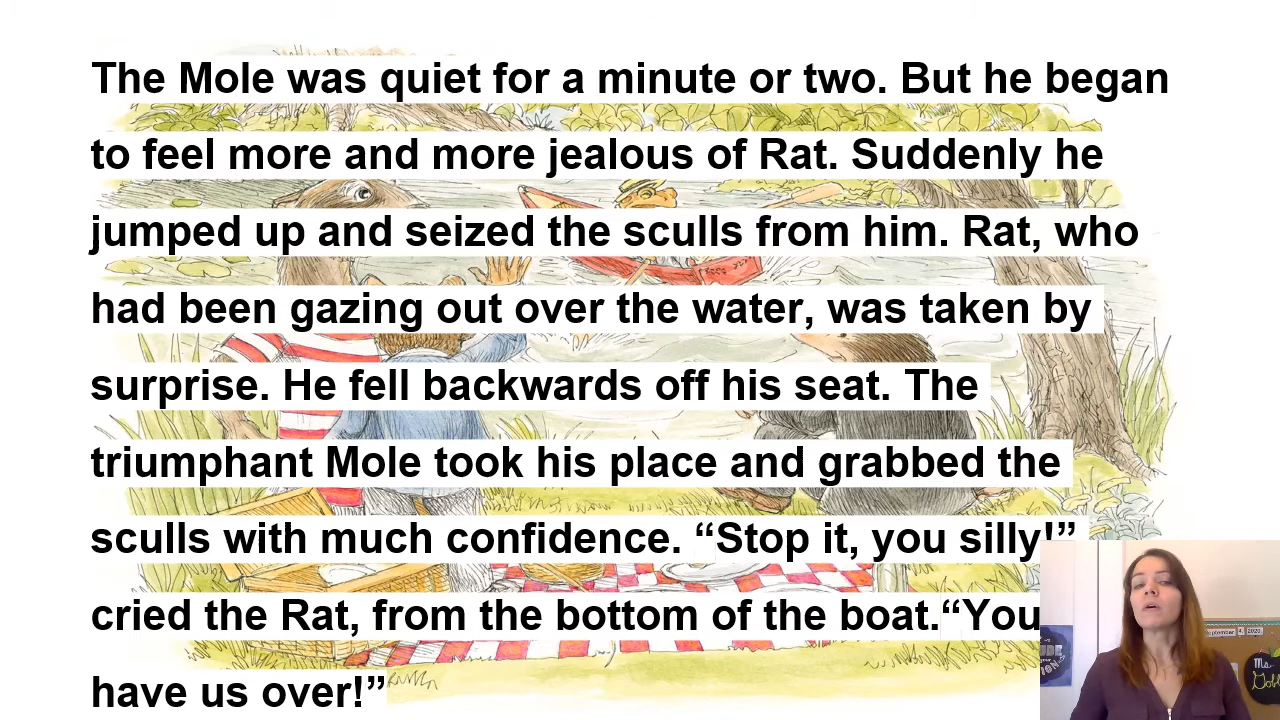 The Mole was quiet for a minute or two. But he began
to feel more and more jealous of Rat. Suddenly he
jumped up and seized the sculls from him. Rat, who
had been gazing out over the water, was taken by
surprise. He fell backwards off his seat. The
triumphant Mole took his place and grabbed the
sculls with much confidence. “Stop it, you silly!”
cried the Rat, from the bottom of the boat.“You
have us over!”
September 4, 2020
Ms.